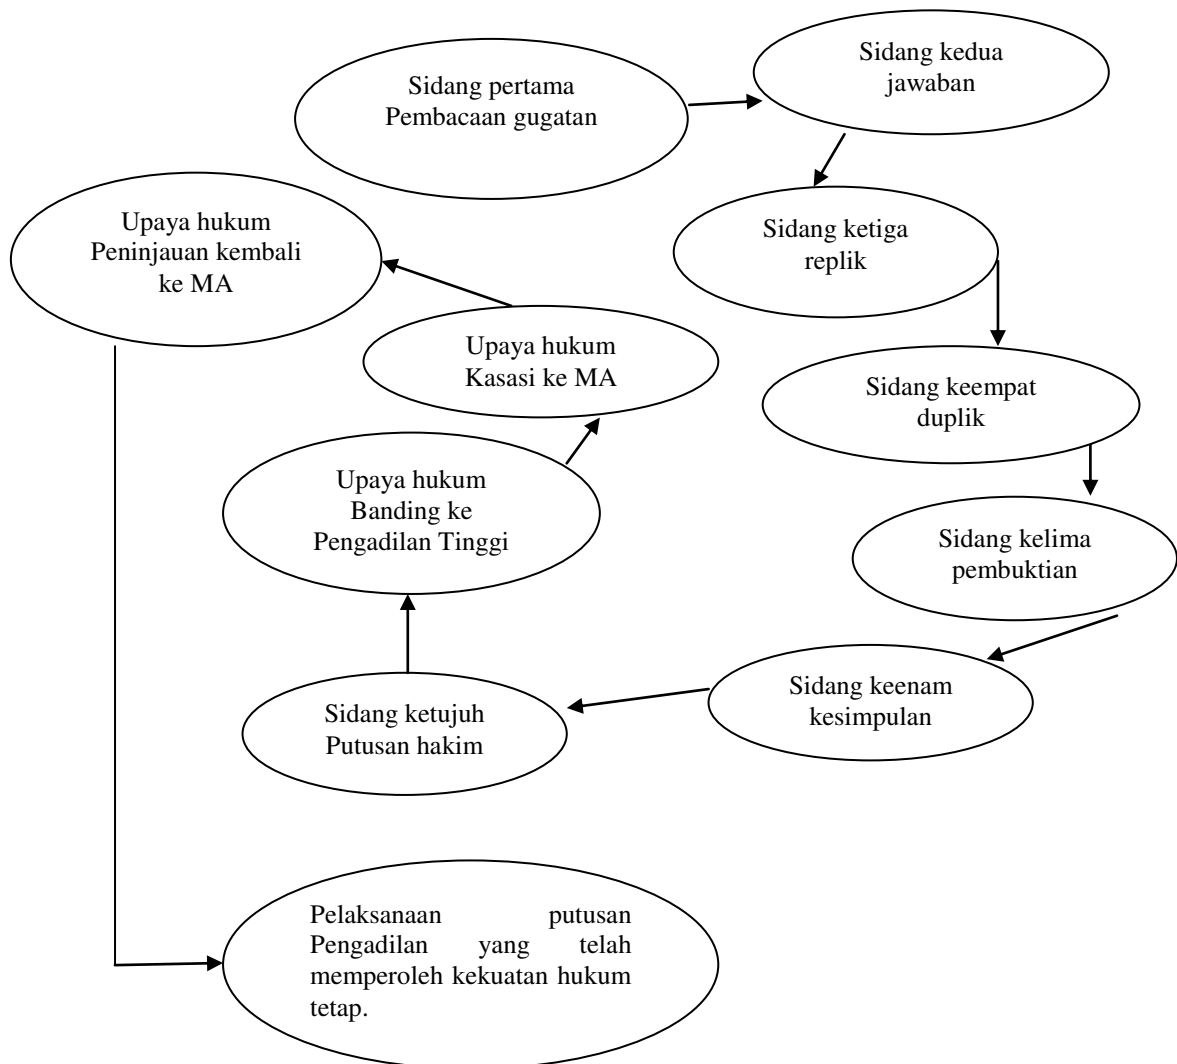 Sidang pertama
Pembacaan gugatan
Sidang kedua
jawaban
Sidang ketiga
replik
Sidang keempat
duplik
Sidang kelima
pembuktian
Sidang keenam
kesimpulan
Sidang ketujuh
Putusan hakim
Upaya hukum
Banding ke
Pengadilan Tinggi
Upaya hukum
Kasasi ke MA
Upaya hukum
Peninjauan kembali
ke MA
Pelaksanaan putusan
Pengadilan yang telah
memperoleh kekuatan hukum
tetap.